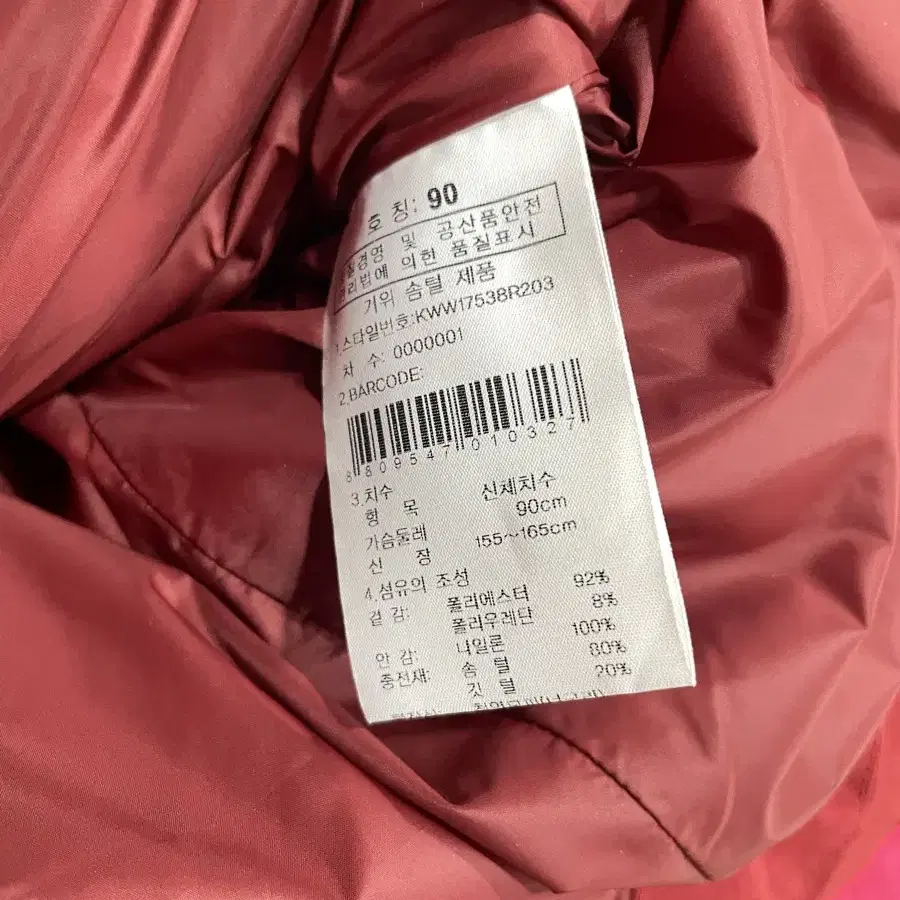 호 칭: 90
품질경영 및 공산품안전
관리법에 의한 품질표시
거위 솜털 제품
1.스타일번호:KWW17538R203
차 수: 0000001
2.BARCODE:
8 809547 010327
3.치수
항 목 신체치수
가슴둘레 90cm
신 장 155~165cm
4.섬유의 조성
겉 감: 폴리에스터 92%
폴리우레탄 8%
안 감: 나일론 100%
충전재: 솜 털 80%
깃 털 20%